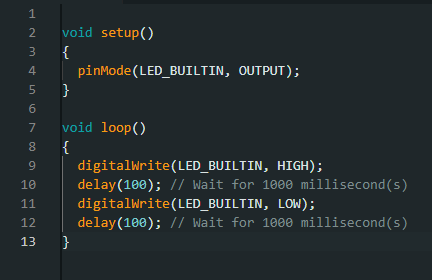 1
2 void setup()
3 {
4   pinMode(LED_BUILTIN, OUTPUT);
5 }
6
7 void loop()
8 {
9   digitalWrite(LED_BUILTIN, HIGH);
10   delay(100); // Wait for 1000 millisecond(s)
11   digitalWrite(LED_BUILTIN, LOW);
12   delay(100); // Wait for 1000 millisecond(s)
13 }